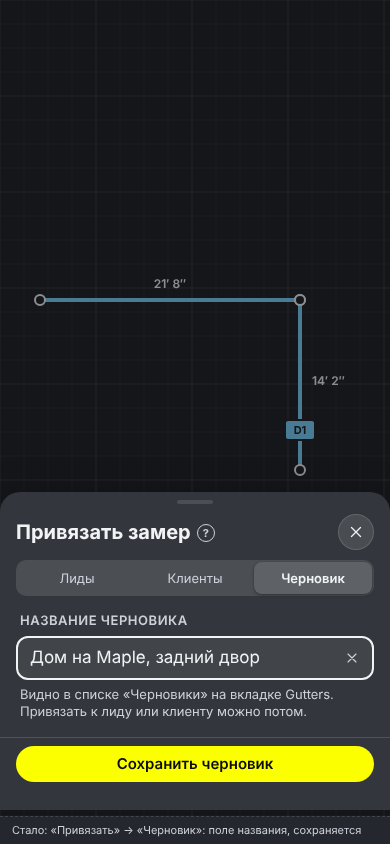 21′ 8″
14′ 2″
D1
Привязать замер ?
Лиды Клиенты Черновик
НАЗВАНИЕ ЧЕРНОВИКА
Дом на Maple, задний двор
Видно в списке «Черновики» на вкладке Gutters.
Привязать к лиду или клиенту можно потом.
Сохранить черновик
Стало: «Привязать» → «Черновик»: поле названия, сохраняется